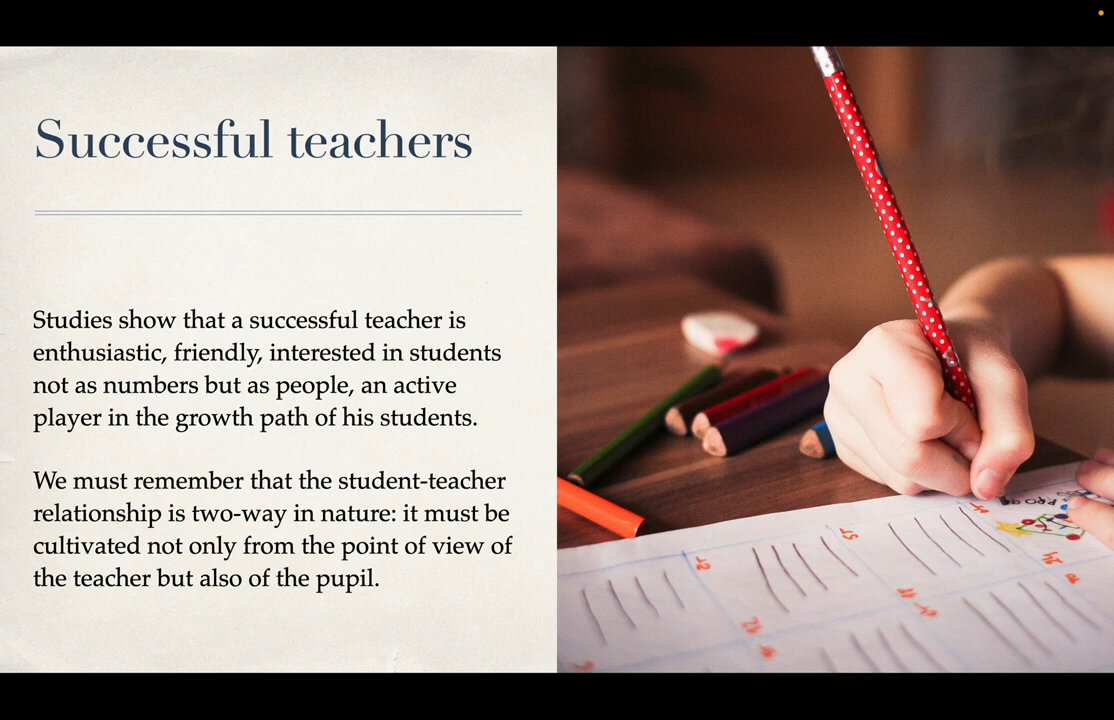 Successful teachers
Studies show that a successful teacher is
enthusiastic, friendly, interested in students
not as numbers but as people, an active
player in the growth path of his students.
We must remember that the student-teacher
relationship is two-way in nature: it must be
cultivated not only from the point of view of
the teacher but also of the pupil.